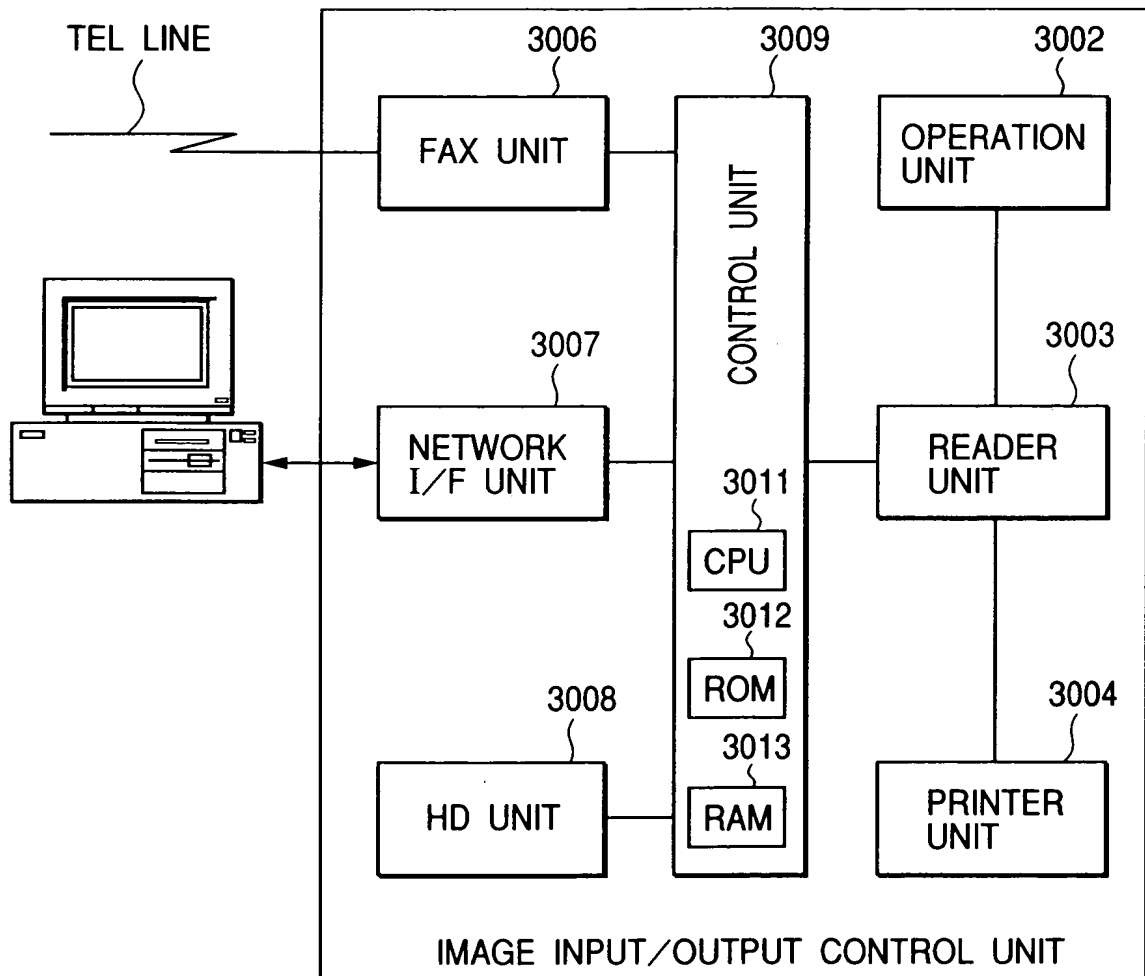 TEL LINE
3006
3009
3002
FAX UNIT
CONTROL UNIT
OPERATION
UNIT
3007
3003
NETWORK
I/F UNIT
READER
UNIT
3011
CPU
3012
ROM
3008
3004
3013
HD UNIT
RAM
PRINTER
UNIT
IMAGE INPUT/OUTPUT CONTROL UNIT